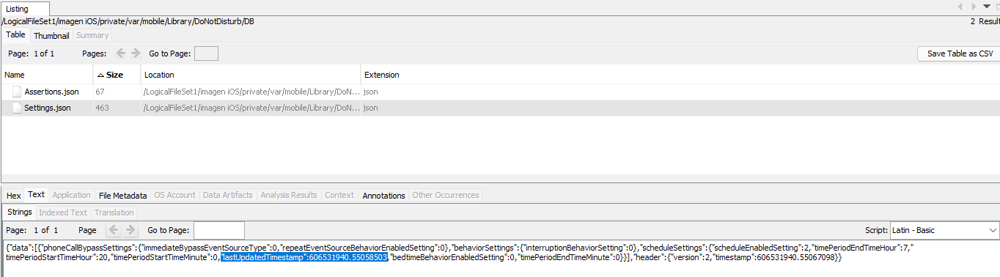 Listing
/LogicalFileSet1/imagen iOS/private/var/mobile/Library/DoNotDisturb/DB
2 Result
Table Thumbnail Summary
Page: 1 of 1 Pages: Go to Page: Save Table as CSV
Name Size Location Extension
Assertions.json 67 /LogicalFileSet1/imagen iOS/private/var/mobile/Library/DoN... json
Settings.json 463 /LogicalFileSet1/imagen iOS/private/var/mobile/Library/DoN... json
Hex Text Application File Metadata OS Account Data Artifacts Analysis Results Context Annotations Other Occurrences
Strings Indexed Text Translation
Page: 1 of 1 Page Go to Page: Script: Latin - Basic
{"data":[{"phoneCallBypassSettings":{"immediateBypassEventSourceType":0,"repeatEventSourceBehaviorEnabledSetting":0},"behaviorSettings":{"interruptionBehaviorSetting":0},"scheduleSettings":{"scheduleEnabledSetting":2,"timePeriodEndTimeHour":7,"
timePeriodStartTimeHour":20,"timePeriodStartTimeMinute":0,"lastUpdatedTimestamp":606531940.55058503,"bedtimeBehaviorEnabledSetting":0,"timePeriodEndTimeMinute":0}}],"header":{"version":2,"timestamp":606531940.55067098}}